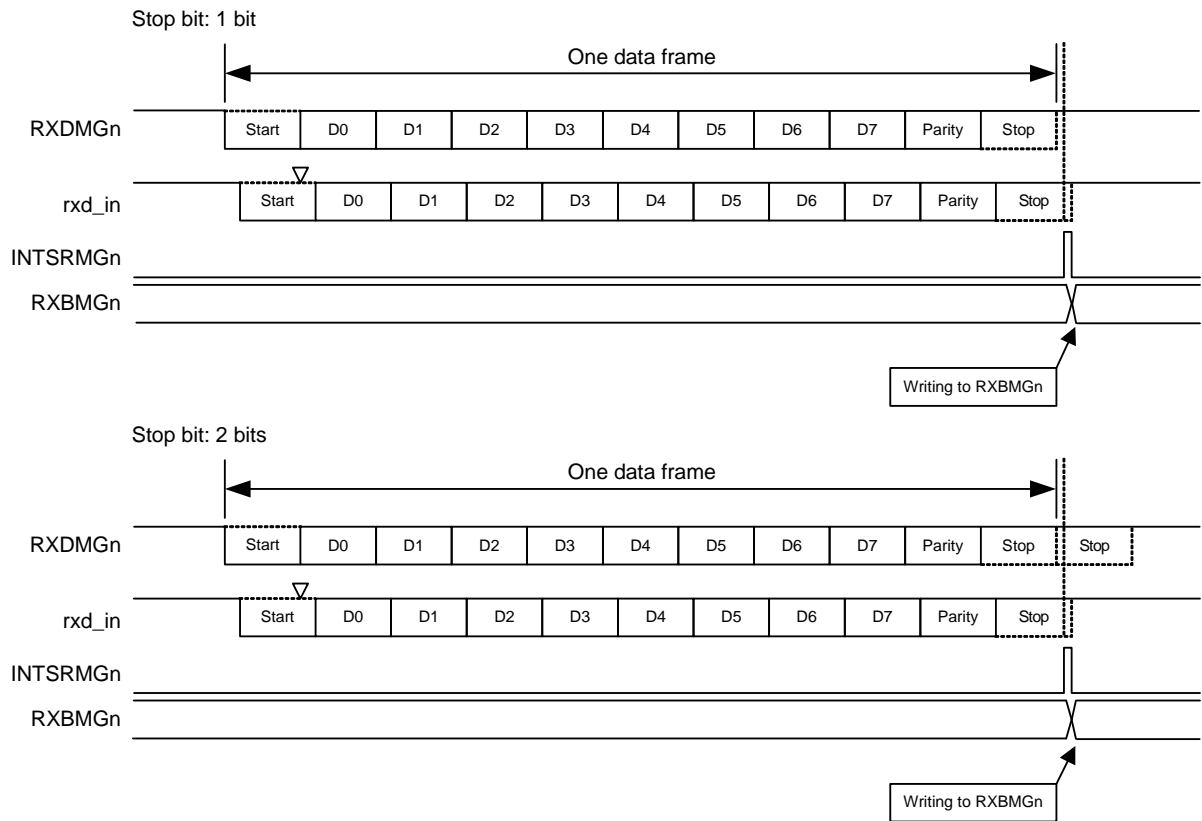 Stop bit: 1 bit
One data frame
RXDMGn Start D0 D1 D2 D3 D4 D5 D6 D7 Parity Stop
rxd_in Start D0 D1 D2 D3 D4 D5 D6 D7 Parity Stop
INTSRMGn
RXBMGn
Writing to RXBMGn
Stop bit: 2 bits
One data frame
RXDMGn Start D0 D1 D2 D3 D4 D5 D6 D7 Parity Stop Stop
rxd_in Start D0 D1 D2 D3 D4 D5 D6 D7 Parity Stop
INTSRMGn
RXBMGn
Writing to RXBMGn